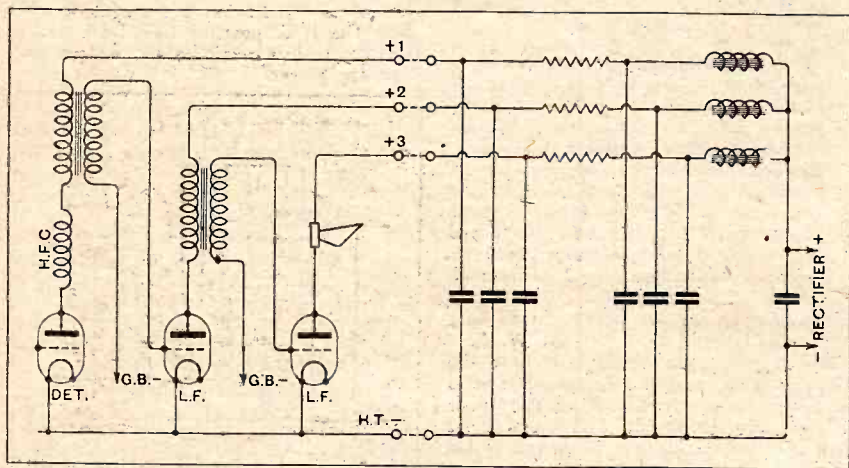 +1
+2
+3
H.F.C.
- RECTIFIER +
DET.
G.B.-
L.F.
G.B.-
L.F.
H.T.-